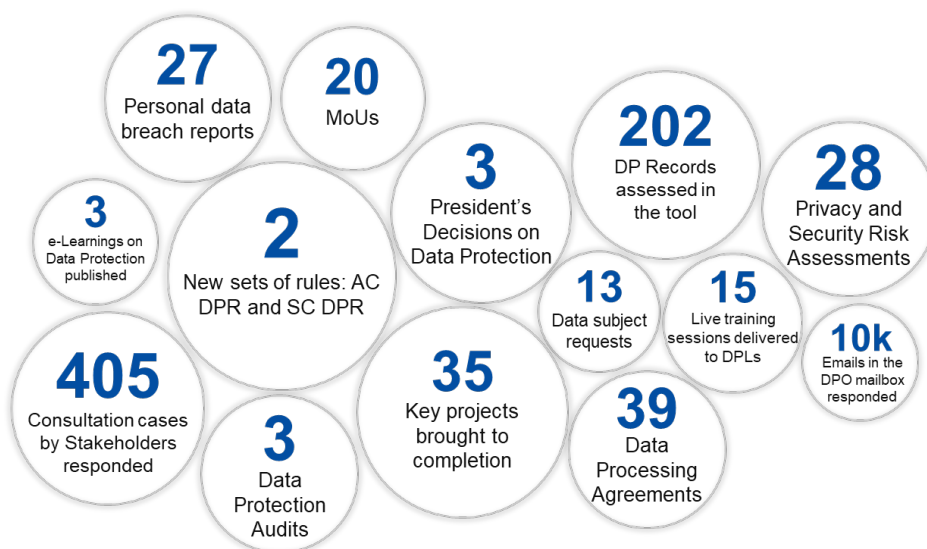 27
Personal data
breach reports
20
MoUs
3
President's
Decisions on
Data Protection
202
DP Records
assessed in
the tool
28
Privacy and
Security Risk
Assessments
3
e-Learnings on
Data Protection
published
2
New sets of rules: AC
DPR and SC DPR
13
Data subject
requests
15
Live training
sessions delivered
to DPLs
10k
Emails in the
DPO mailbox
responded
405
Consultation cases
by Stakeholders
responded
3
Data
Protection
Audits
35
Key projects
brought to
completion
39
Data
Processing
Agreements